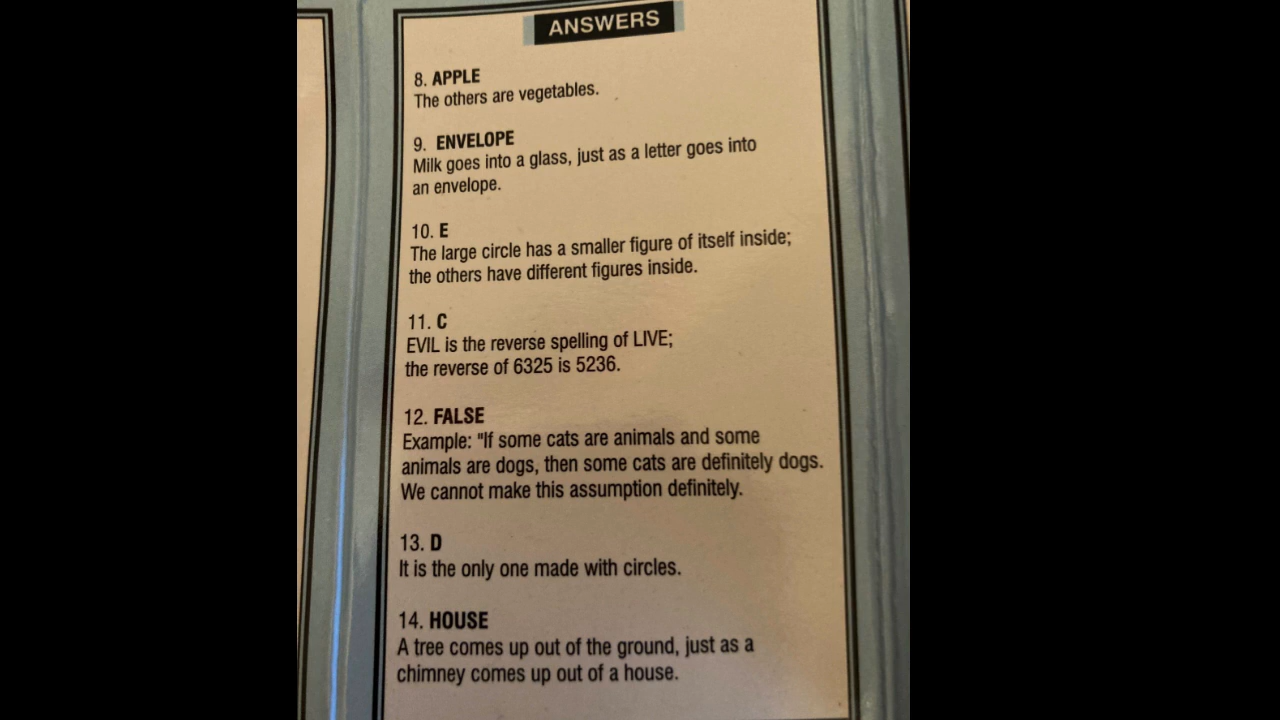 ANSWERS
8. APPLE
The others are vegetables.
9. ENVELOPE
Milk goes into a glass, just as a letter goes into
an envelope.
10. E
The large circle has a smaller figure of itself inside;
the others have different figures inside.
11. C
EVIL is the reverse spelling of LIVE;
the reverse of 6325 is 5236.
12. FALSE
Example: "If some cats are animals and some
animals are dogs, then some cats are definitely dogs.
We cannot make this assumption definitely.
13. D
It is the only one made with circles.
14. HOUSE
A tree comes up out of the ground, just as a
chimney comes up out of a house.